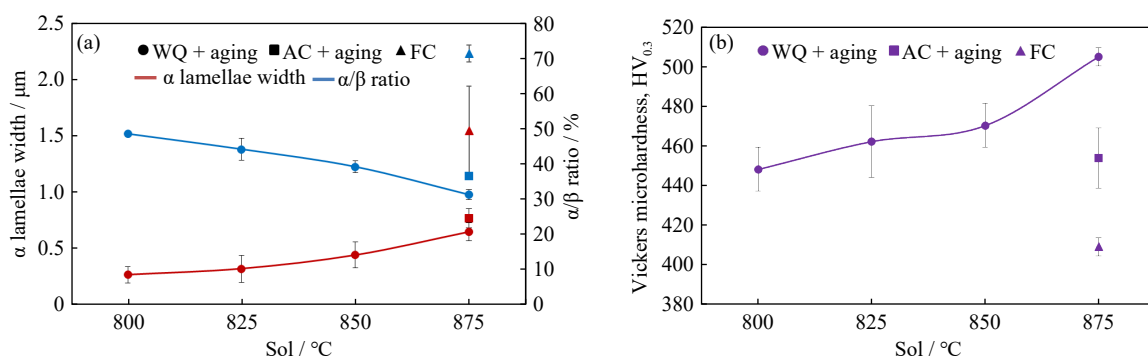 (a)
WQ + aging
AC + aging
FC
α lamellae width
α/β ratio
2.5
2.0
1.5
1.0
0.5
0
α lamellae width / μm
80
70
60
50
40
30
20
10
0
α/β ratio / %
800
825
850
875
Sol / ℃
(b)
WQ + aging
AC + aging
FC
520
500
480
460
440
420
400
380
Vickers microhardness, HV0.3
800
825
850
875
Sol / ℃